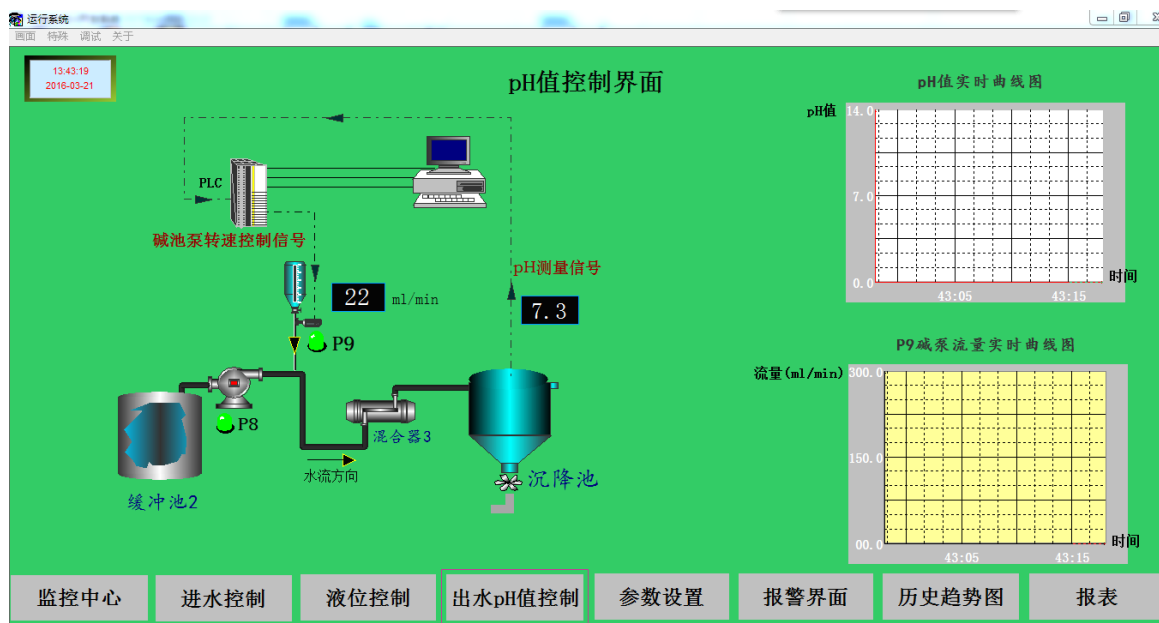 运行系统
画面 特殊 调试 关于
13:43:19
2016-03-21
pH值控制界面
pH值实时曲线图
pH值
14.0
7.0
0.0
43:05
43:15
时间
PLC
碱池泵转速控制信号
pH测量信号
22
ml/min
7.3
P9
P8
混合器3
水流方向
缓冲池2
沉降池
P9碱泵流量实时曲线图
流量(ml/min)
300.0
150.0
00.0
43:05
43:15
时间
监控中心
进水控制
液位控制
出水pH值控制
参数设置
报警界面
历史趋势图
报表